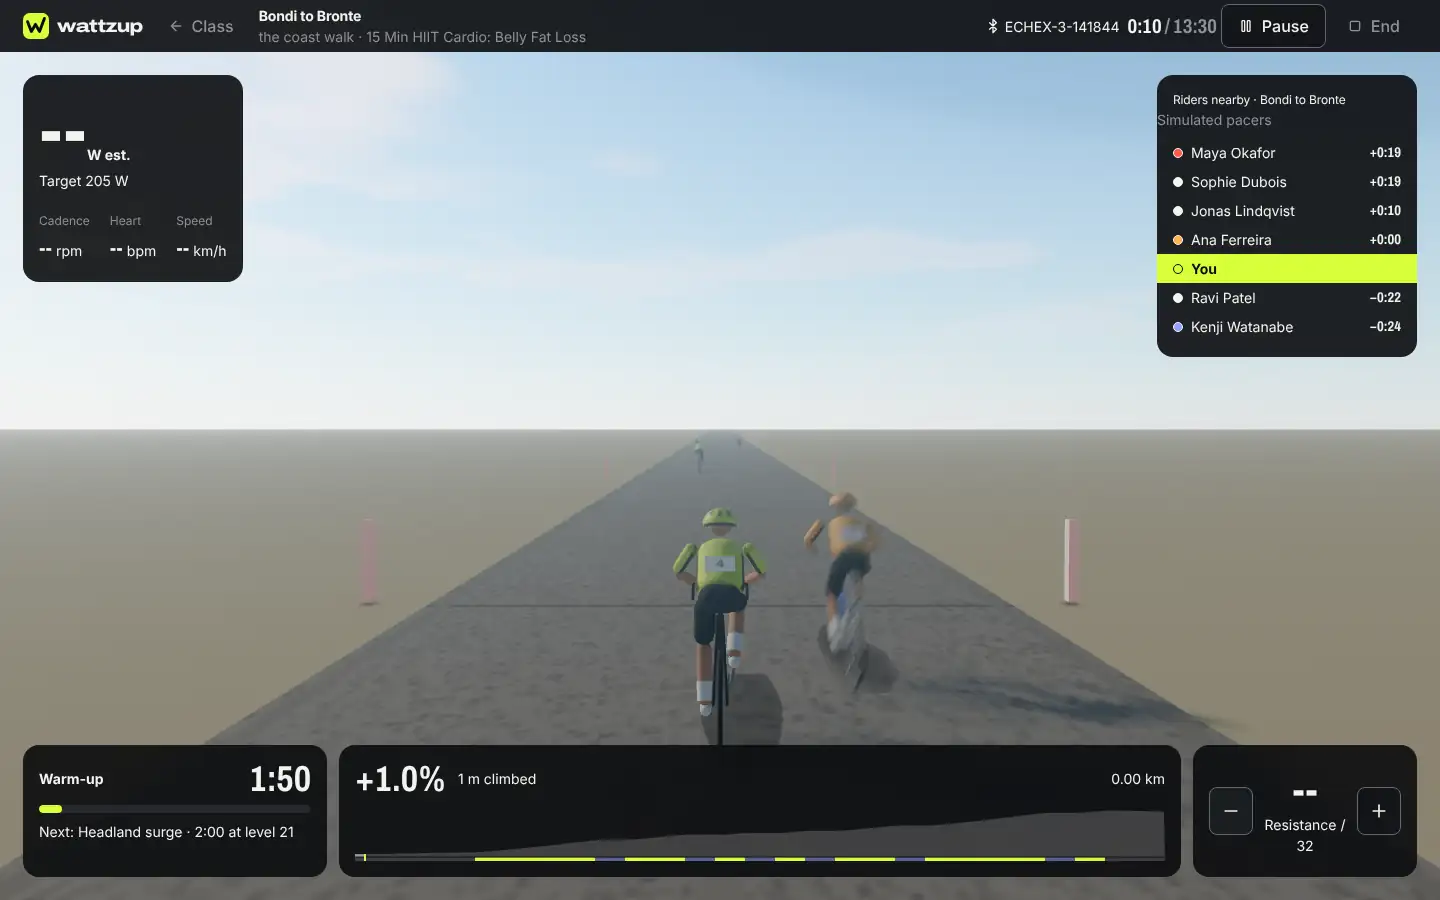 wattzup
Class
Bondi to Bronte
the coast walk · 15 Min HIIT Cardio: Belly Fat Loss
ECHEX-3-141844 0:10 / 13:30
Pause
End
--
W est.
Target 205 W
Cadence Heart Speed
-- rpm -- bpm -- km/h
Riders nearby · Bondi to Bronte
Simulated pacers
Maya Okafor +0:19
Sophie Dubois +0:19
Jonas Lindqvist +0:10
Ana Ferreira +0:00
You
Ravi Patel −0:22
Kenji Watanabe −0:24
4
Warm-up 1:50
Next: Headland surge · 2:00 at level 21
+1.0% 1 m climbed 0.00 km
− -- +
Resistance /
32